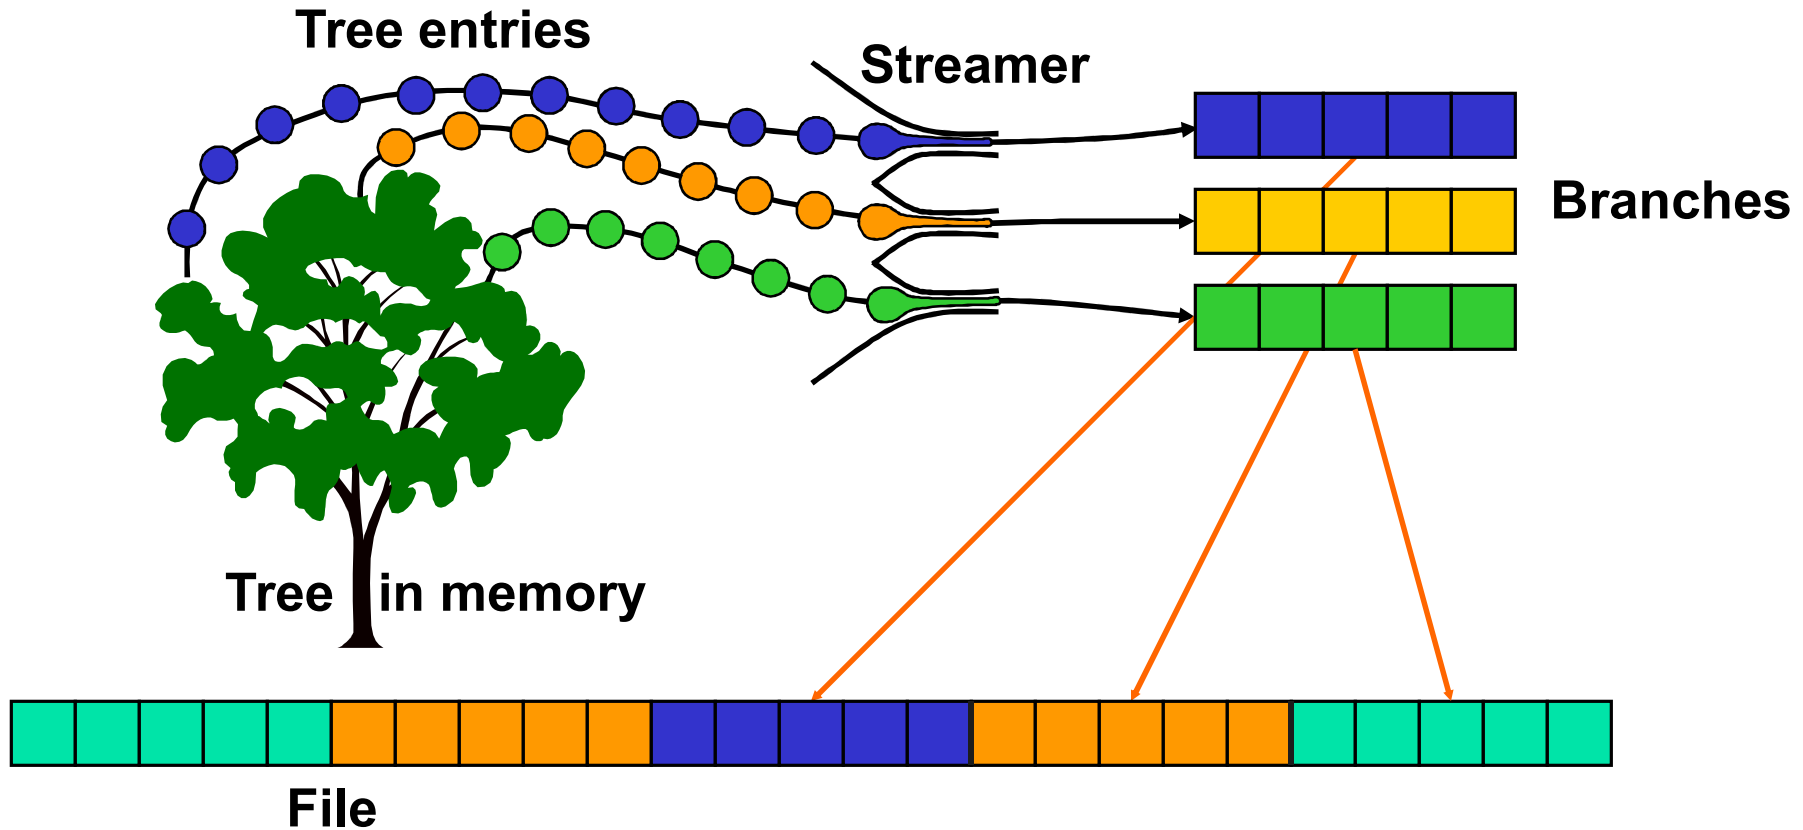 Tree entries
Streamer
Branches
Tree in memory
File